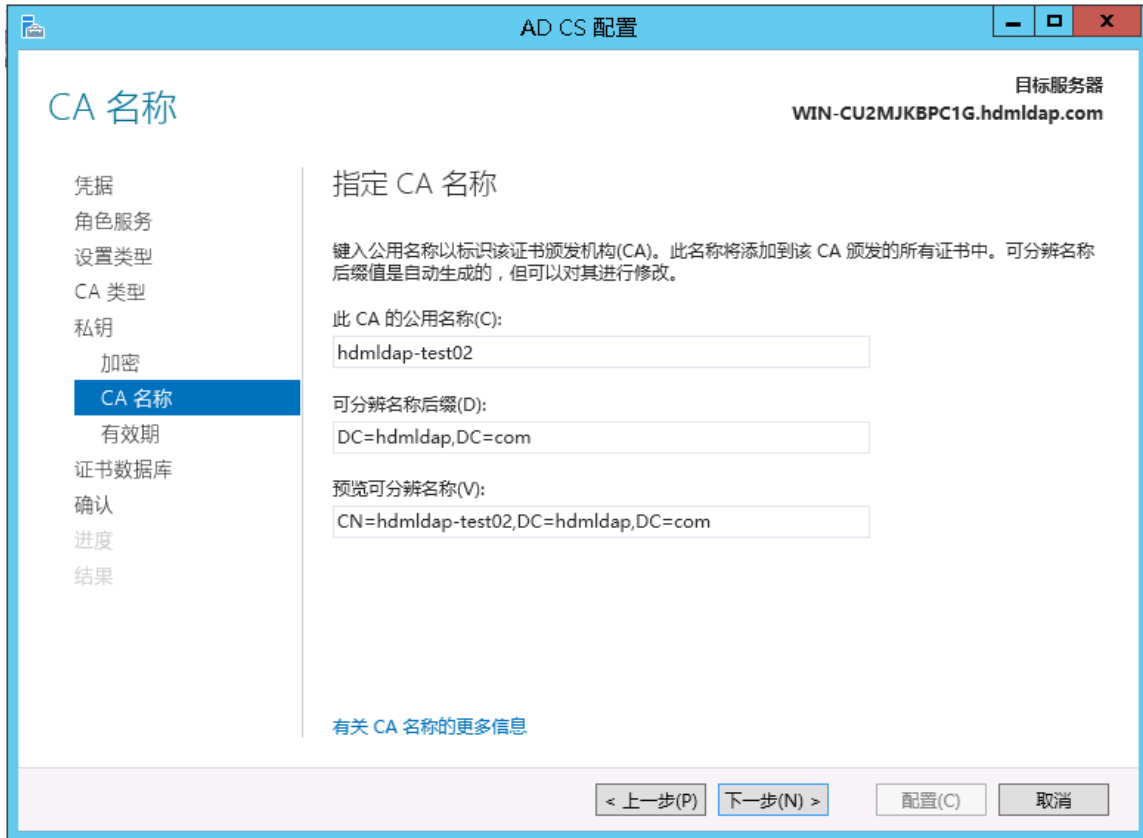 AD CS 配置
CA 名称
目标服务器
WIN-CU2MJKBPC1G.hdmldap.com
凭据
角色服务
设置类型
CA 类型
私钥
加密
CA 名称
有效期
证书数据库
确认
进度
结果
指定 CA 名称
键入公用名称以标识该证书颁发机构(CA)。此名称将添加到该 CA 颁发的所有证书中。可分辨名称
后缀值是自动生成的，但可以对其进行修改。
此 CA 的公用名称(C):
hdmldap-test02
可分辨名称后缀(D):
DC=hdmldap,DC=com
预览可分辨名称(V):
CN=hdmldap-test02,DC=hdmldap,DC=com
有关 CA 名称的更多信息
< 上一步(P)
下一步(N) >
配置(C)
取消